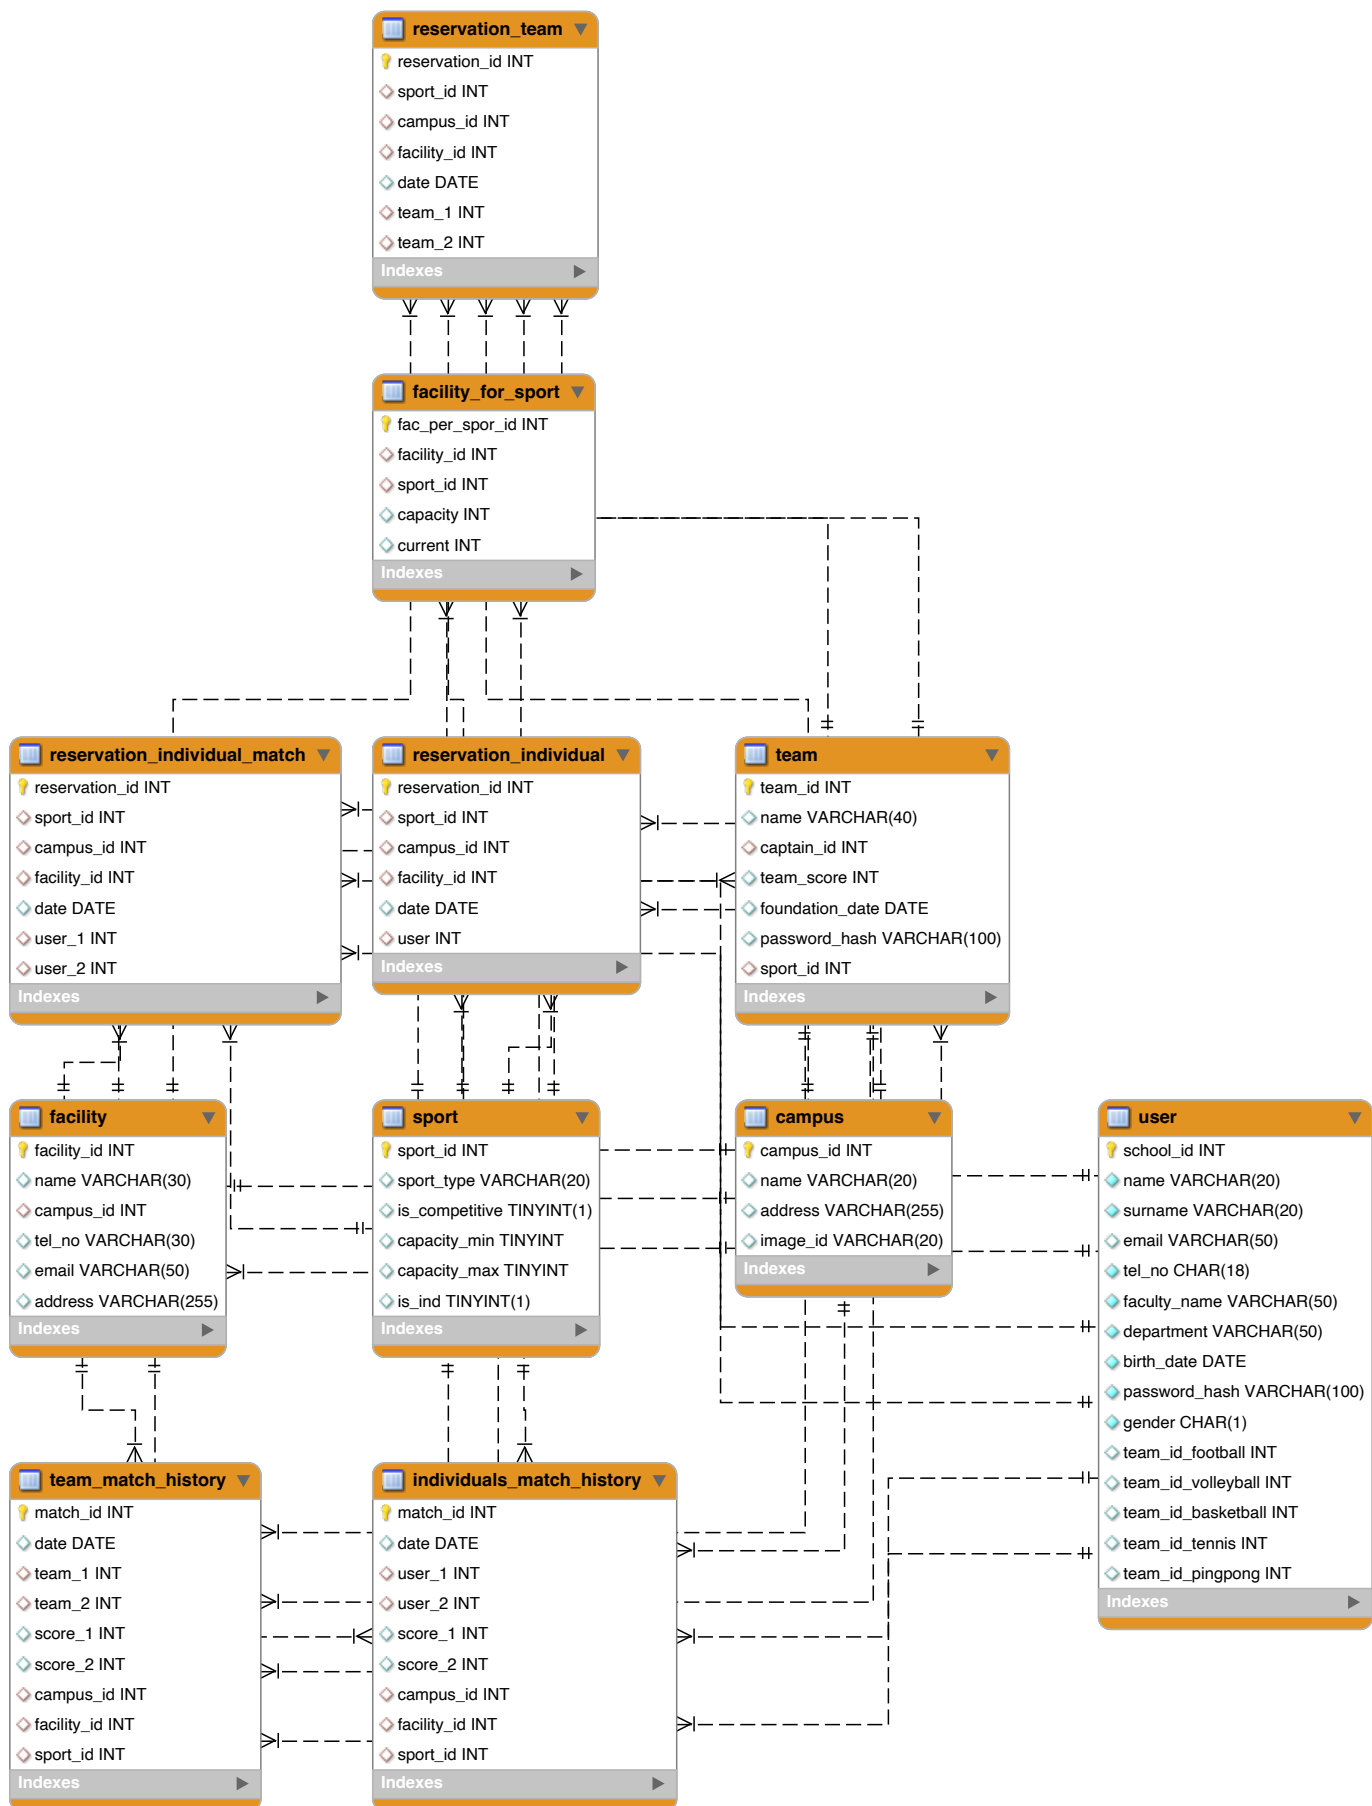 reservation_team
reservation_id INT
sport_id INT
campus_id INT
facility_id INT
date DATE
team_1 INT
team_2 INT
Indexes
facility_for_sport
fac_per_spor_id INT
facility_id INT
sport_id INT
capacity INT
current INT
Indexes
reservation_individual_match
reservation_id INT
sport_id INT
campus_id INT
facility_id INT
date DATE
user_1 INT
user_2 INT
Indexes
reservation_individual
reservation_id INT
sport_id INT
campus_id INT
facility_id INT
date DATE
user INT
Indexes
team
team_id INT
name VARCHAR(40)
captain_id INT
team_score INT
foundation_date DATE
password_hash VARCHAR(100)
sport_id INT
Indexes
facility
facility_id INT
name VARCHAR(30)
campus_id INT
tel_no VARCHAR(30)
email VARCHAR(50)
address VARCHAR(255)
Indexes
sport
sport_id INT
sport_type VARCHAR(20)
is_competitive TINYINT(1)
capacity_min TINYINT
capacity_max TINYINT
is_ind TINYINT(1)
Indexes
campus
campus_id INT
name VARCHAR(20)
address VARCHAR(255)
image_id VARCHAR(20)
Indexes
user
school_id INT
name VARCHAR(20)
surname VARCHAR(20)
email VARCHAR(50)
tel_no CHAR(18)
faculty_name VARCHAR(50)
department VARCHAR(50)
birth_date DATE
password_hash VARCHAR(100)
gender CHAR(1)
team_id_football INT
team_id_volleyball INT
team_id_basketball INT
team_id_tennis INT
team_id_pingpong INT
Indexes
team_match_history
match_id INT
date DATE
team_1 INT
team_2 INT
score_1 INT
score_2 INT
campus_id INT
facility_id INT
sport_id INT
Indexes
individuals_match_history
match_id INT
date DATE
user_1 INT
user_2 INT
score_1 INT
score_2 INT
campus_id INT
facility_id INT
sport_id INT
Indexes